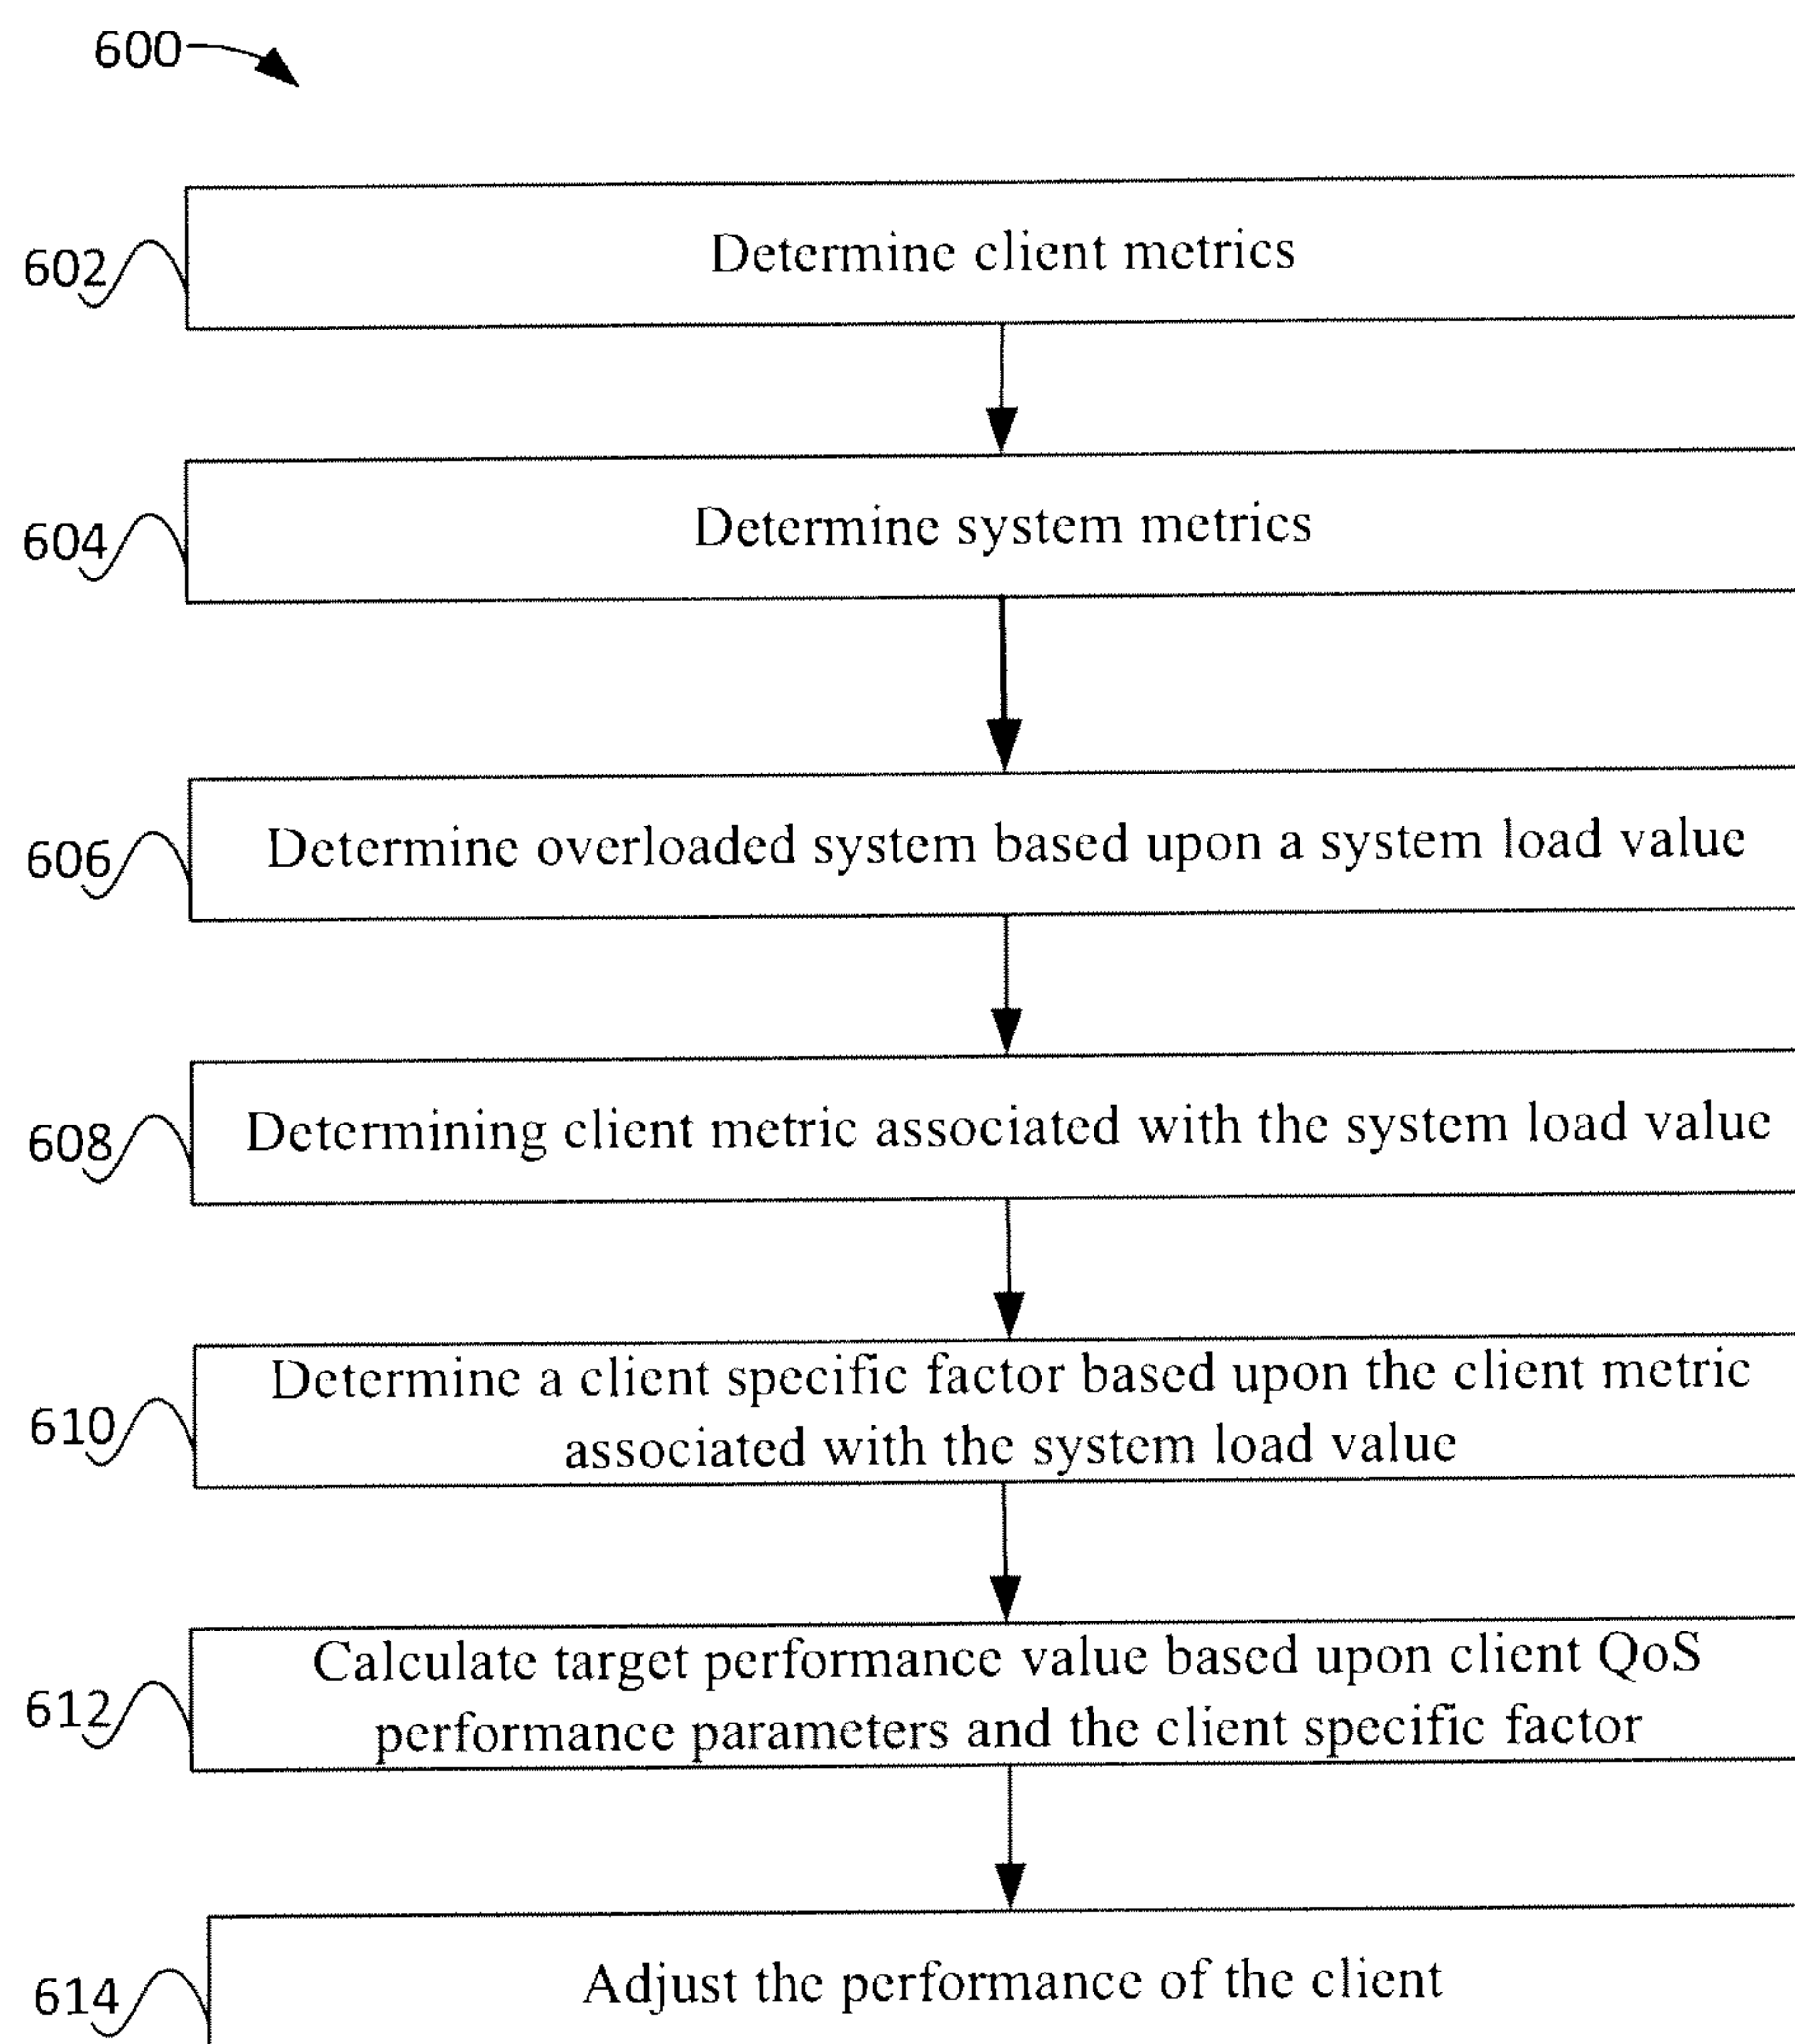 600
602
Determine client metrics
604
Determine system metrics
606
Determine overloaded system based upon a system load value
608
Determining client metric associated with the system load value
610
Determine a client specific factor based upon the client metric
associated with the system load value
612
Calculate target performance value based upon client QoS
performance parameters and the client specific factor
614
Adjust the performance of the client